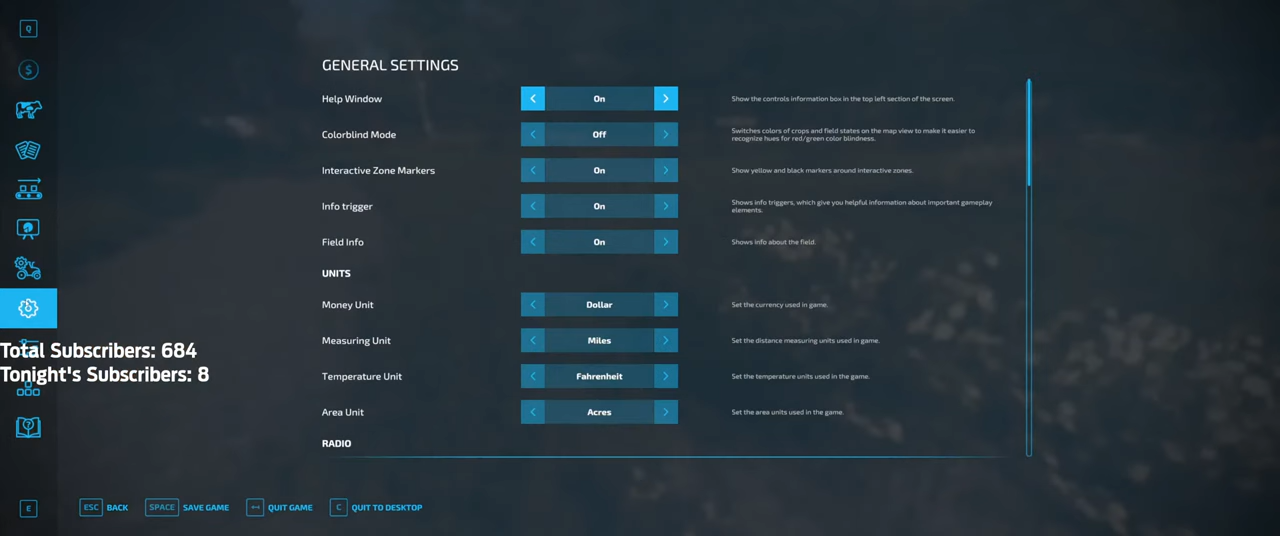 Q
$
GENERAL SETTINGS
Help Window On Show the controls information box in the top left section of the screen.
Colorblind Mode Off Switches colors of crops and field states on the map view to make it easier to
recognize hues for red/green color blindness.
Interactive Zone Markers On Show yellow and black markers around interactive zones.
Info trigger On Shows info triggers, which give you helpful information about important gameplay
elements.
Field Info On Shows info about the field.
UNITS
Money Unit Dollar Set the currency used in game.
Measuring Unit Miles Set the distance measuring units used in game.
Temperature Unit Fahrenheit Set the temperature units used in the game.
Area Unit Acres Set the area units used in the game.
RADIO
Total Subscribers: 684
Tonight's Subscribers: 8
?
E
ESC BACK SPACE SAVE GAME QUIT GAME C QUIT TO DESKTOP